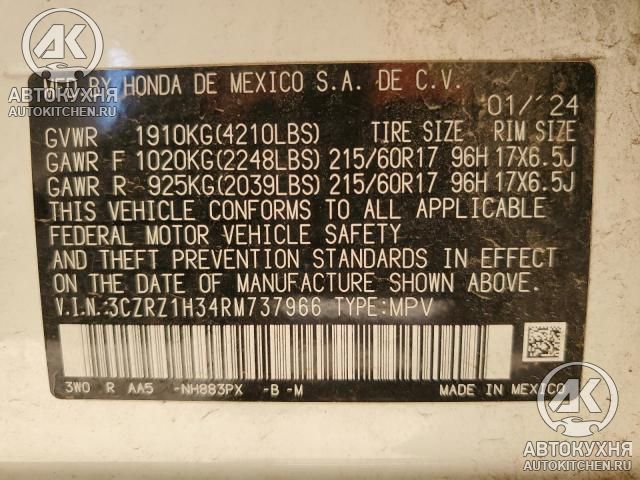 АК
АВТОКУХНЯ
AUTOKITCHEN.RU
MFD BY HONDA DE MEXICO S.A. DE C.V.
01/ 24
GVWR 1910KG(4210LBS) TIRE SIZE RIM SIZE
GAWR F 1020KG(2248LBS) 215/60R17 96H 17X6.5J
GAWR R 925KG(2039LBS) 215/60R17 96H 17X6.5J
THIS VEHICLE CONFORMS TO ALL APPLICABLE
FEDERAL MOTOR VEHICLE SAFETY
AND THEFT PREVENTION STANDARDS IN EFFECT
ON THE DATE OF MANUFACTURE SHOWN ABOVE.
V.I.N.:3CZRZ1H34RM737966 TYPE:MPV
3W0 R AA5 -NH883PX -B -M MADE IN MEXICO
АК
АВТОКУХНЯ
AUTOKITCHEN.RU